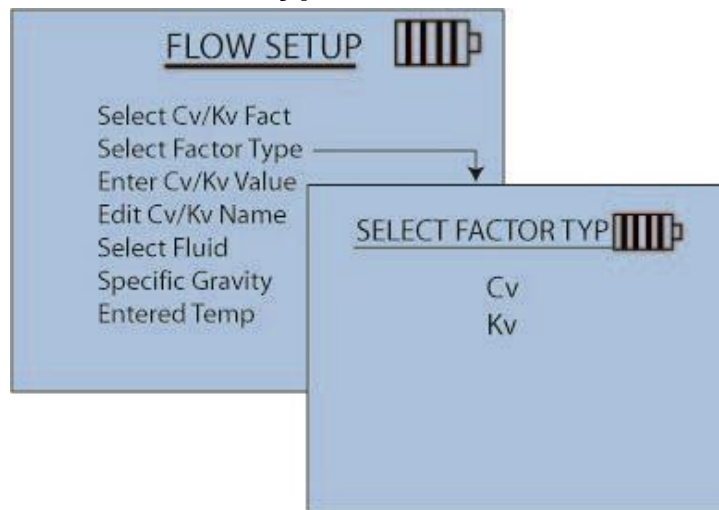 FLOW SETUP
Select Cv/Kv Fact
Select Factor Type
Enter Cv/Kv Value
Edit Cv/Kv Name
Select Fluid
Specific Gravity
Entered Temp
SELECT FACTOR TYP
Cv
Kv